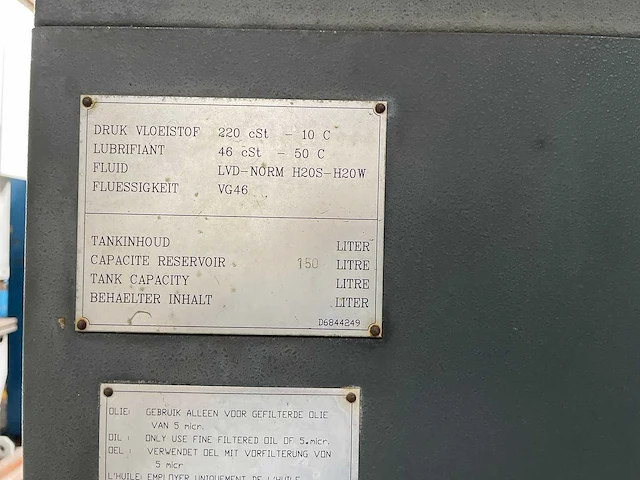 DRUK VLOEISTOF 220 cSt - 10 C
LUBRIFIANT 46 cSt - 50 C
FLUID LVD-NORM H20S-H20W
FLUESSIGKEIT VG46
TANKINHOUD LITER
CAPACITE RESERVOIR 150 LITRE
TANK CAPACITY LITRE
BEHAELTER INHALT LITER
D6844249
OLIE: GEBRUIK ALLEEN VOOR GEFILTERDE OLIE
VAN 5 micr.
OIL : ONLY USE FINE FILTERED OIL OF 5.micr.
OEL : VERWENDET OEL MIT VORFILTERUNG VON
5 micr
L'HUILE: EMPLOYER UNIQUEMENT DE L'HUILE